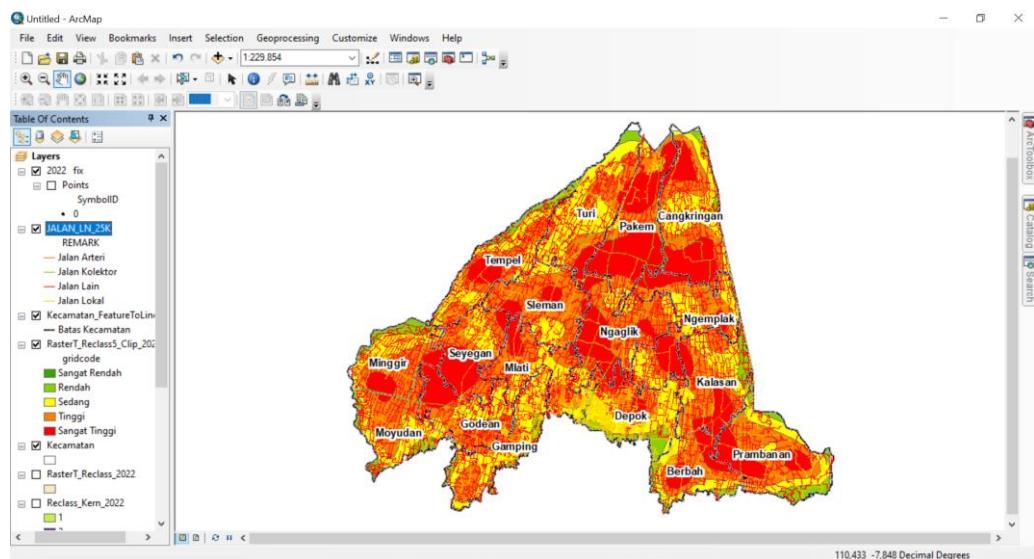 Untitled - ArcMap
File Edit View Bookmarks Insert Selection Geoprocessing Customize Windows Help
1:229.854
Table Of Contents
Layers
2022 fix
Points
SymbolID
0
JALAN_LN_25K
REMARK
Jalan Arteri
Jalan Kolektor
Jalan Lain
Jalan Lokal
Kecamatan_FeatureToLin
Batas Kecamatan
RasterT_Reclass5_Clip_202
gridcode
Sangat Rendah
Rendah
Sedang
Tinggi
Sangat Tinggi
Kecamatan
RasterT_Reclass_2022
Reclass_Kern_2022
1
Turi
Cangkringan
Pakem
Tempel
Sleman
Ngemplak
Ngaglik
Seyegan
Minggir
Mlati
Kalasan
Depok
Godean
Moyudan
Gamping
Prambanan
Berbah
ArcToolbox
Catalog
Search
110,433 -7,848 Decimal Degrees